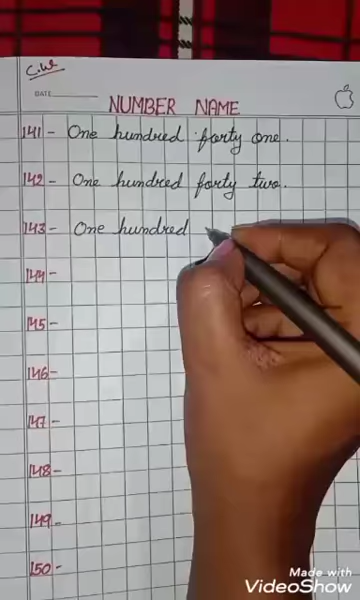 C.W
DATE
NUMBER NAME
141 - One hundred forty one.
142 - One hundred forty two.
143 - One hundred
144 -
145 -
146 -
147 -
148 -
149 -
150 -
Made with
VideoShow